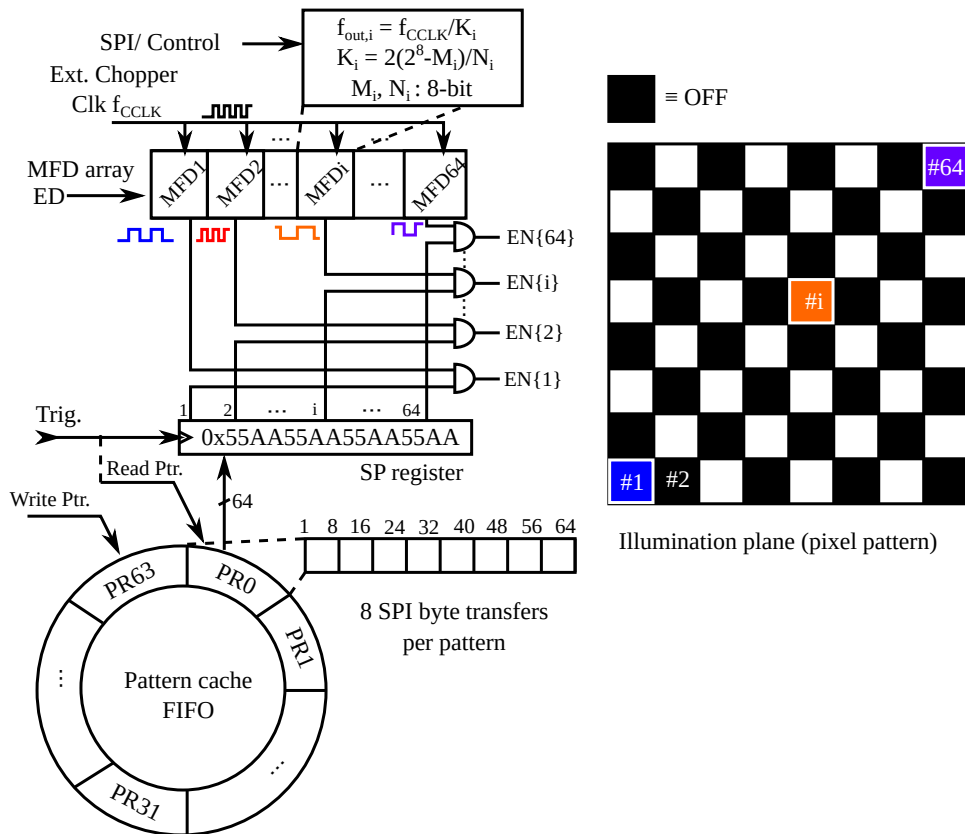 SPI/ Control
f_out,i = f_CCLK/K_i
K_i = 2(2^8-M_i)/N_i
M_i, N_i : 8-bit
Ext. Chopper
Clk f_CCLK
... ...
MFD array
ED
MFD1
MFD2
...
MFDi
...
MFD64
EN{64}
EN{i}
EN{2}
EN{1}
1 2 ... i ... 64
Trig.
0x55AA55AA55AA55AA
SP register
Read Ptr.
Write Ptr.
64
PR63
PR0
PR1
...
Pattern cache
FIFO
...
PR31
1 8 16 24 32 40 48 56 64
8 SPI byte transfers
per pattern
≡ OFF
#64
#i
#1
#2
Illumination plane (pixel pattern)